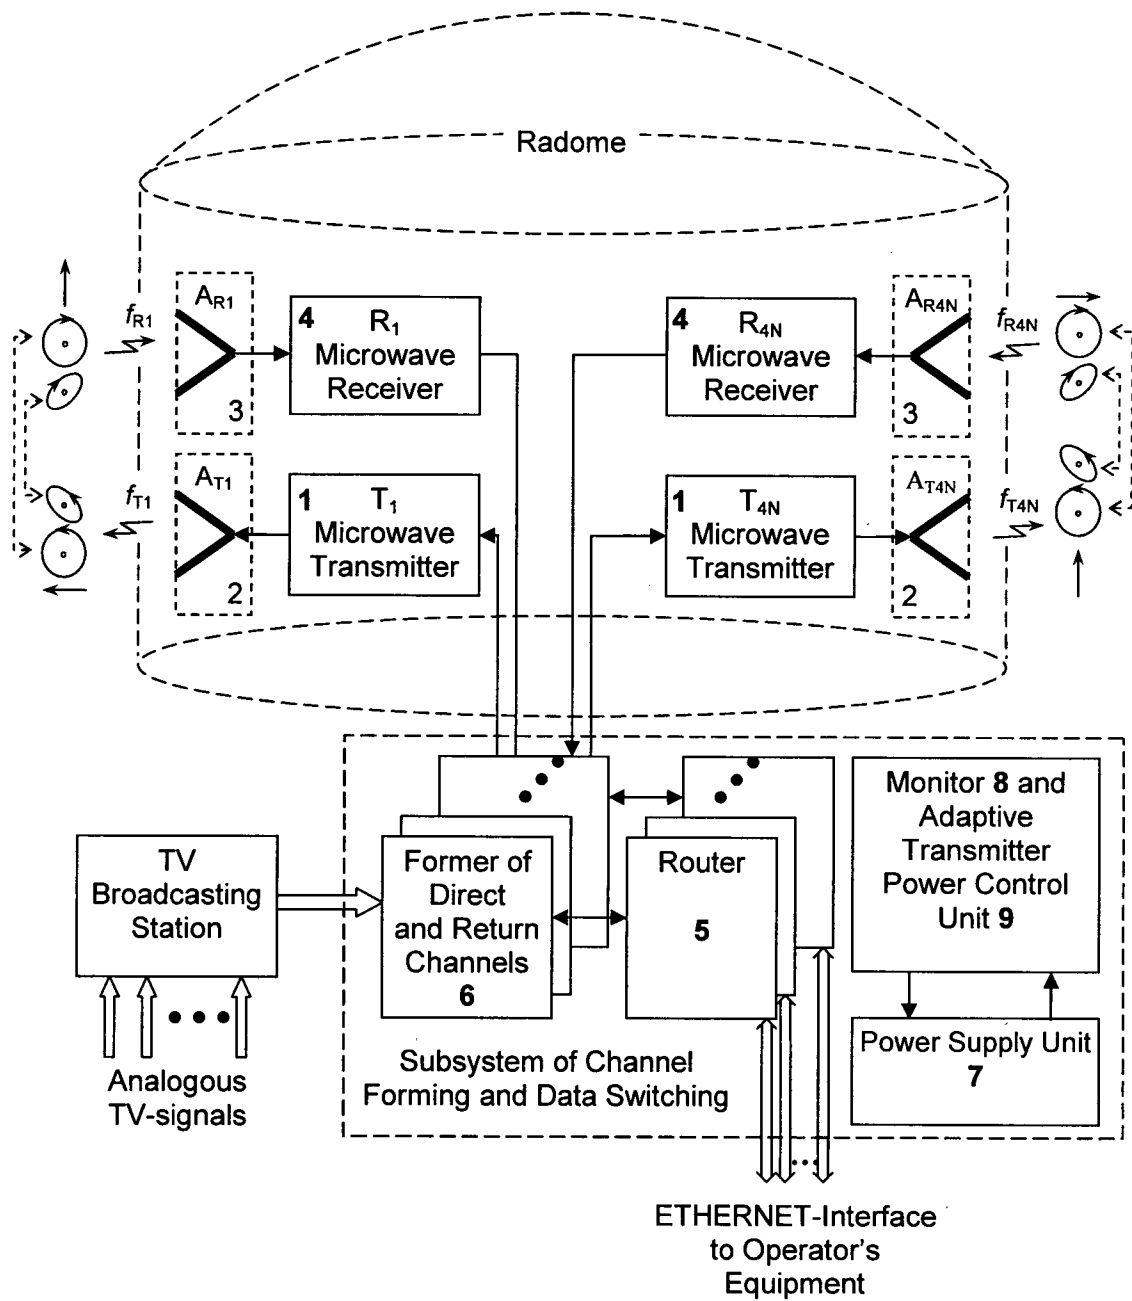 Radome
f_R1
A_R1
3
4
R_1
Microwave
Receiver
4
R_4N
Microwave
Receiver
A_R4N
3
f_R4N
f_T1
A_T1
2
1
T_1
Microwave
Transmitter
1
T_4N
Microwave
Transmitter
A_T4N
2
f_T4N
TV
Broadcasting
Station
Analogous
TV-signals
Former of
Direct
and Return
Channels
6
Router
5
Monitor 8 and
Adaptive
Transmitter
Power Control
Unit 9
Power Supply Unit
7
Subsystem of Channel
Forming and Data Switching
ETHERNET-Interface
to Operator's
Equipment